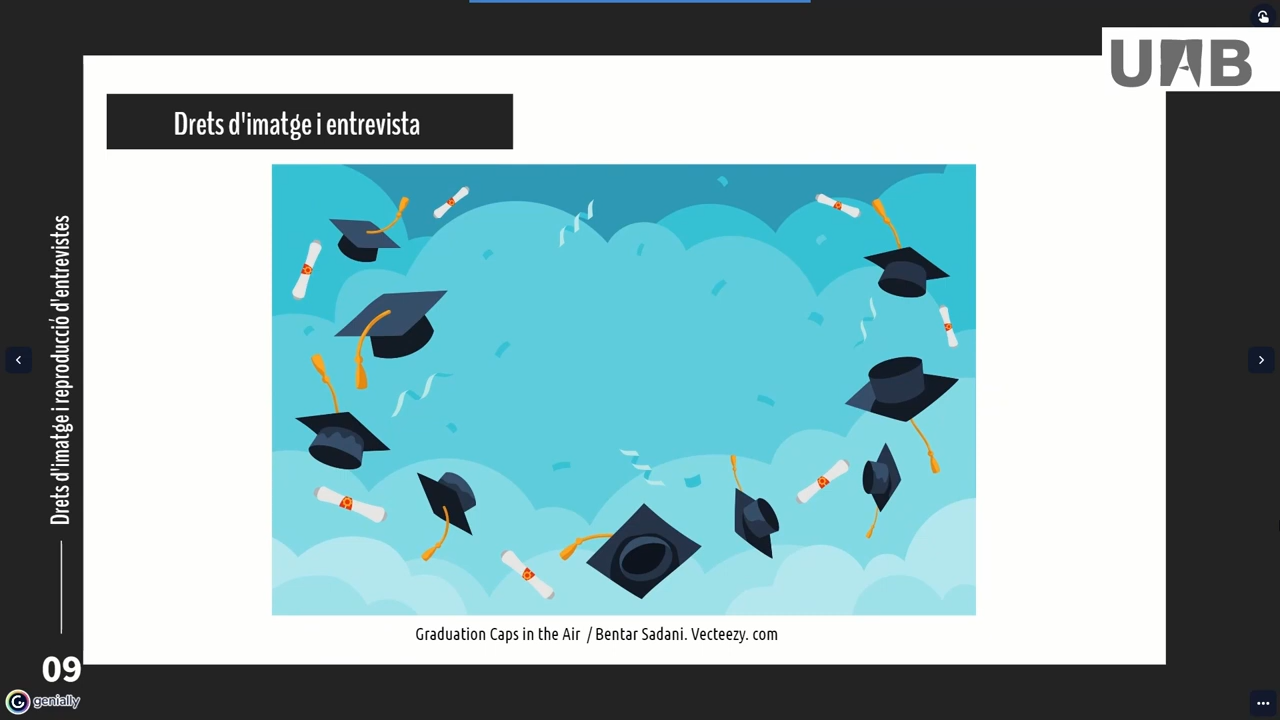 UAB
Drets d'imatge i entrevista
Drets d'imatge i reproducció d'entrevistes
Graduation Caps in the Air / Bentar Sadani. Vecteezy. com
09
genially